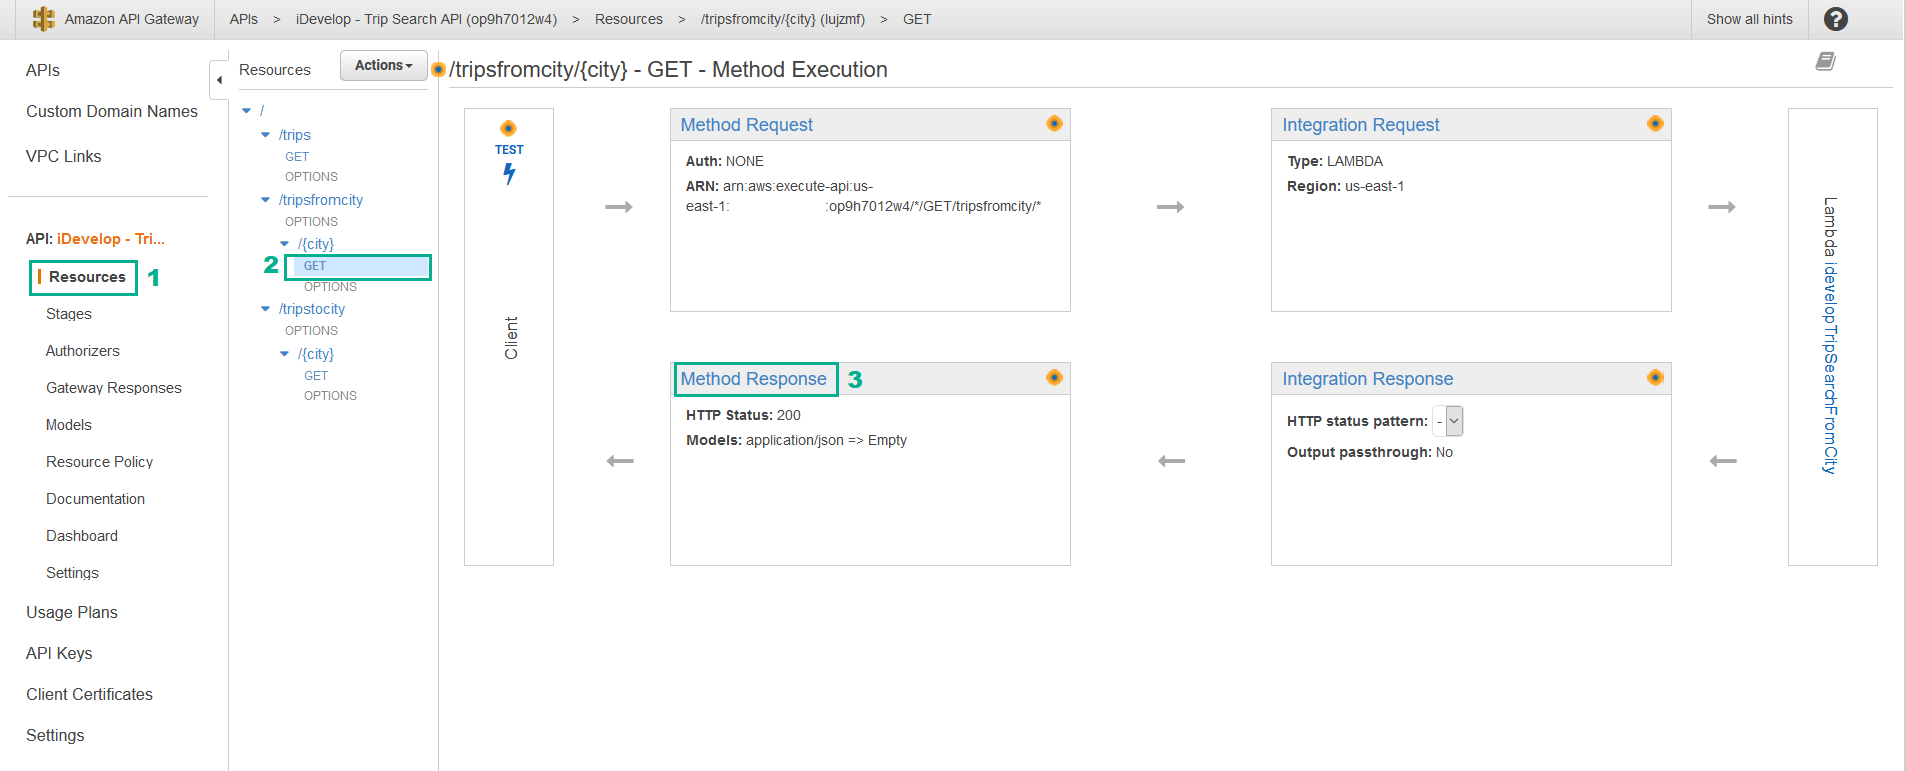 Amazon API Gateway
APIs > iDevelop - Trip Search API (op9h7012w4) > Resources > /tripsfromcity/{city} (lujzmf) > GET
Show all hints
?
APIs
Custom Domain Names
VPC Links
API: iDevelop - Tri...
Resources 1
Stages
Authorizers
Gateway Responses
Models
Resource Policy
Documentation
Dashboard
Settings
Usage Plans
API Keys
Client Certificates
Settings
Resources
Actions
/
/trips
GET
OPTIONS
/tripsfromcity
OPTIONS
/{city}
2 GET
OPTIONS
/tripstocity
OPTIONS
/{city}
GET
OPTIONS
/tripsfromcity/{city} - GET - Method Execution
TEST
Client
Method Request
Auth: NONE
ARN: arn:aws:execute-api:us-
east-1: :op9h7012w4/*/GET/tripsfromcity/*
Integration Request
Type: LAMBDA
Region: us-east-1
Method Response 3
HTTP Status: 200
Models: application/json => Empty
Integration Response
HTTP status pattern: -
Output passthrough: No
Lambda idevelopTripSearchFromCity